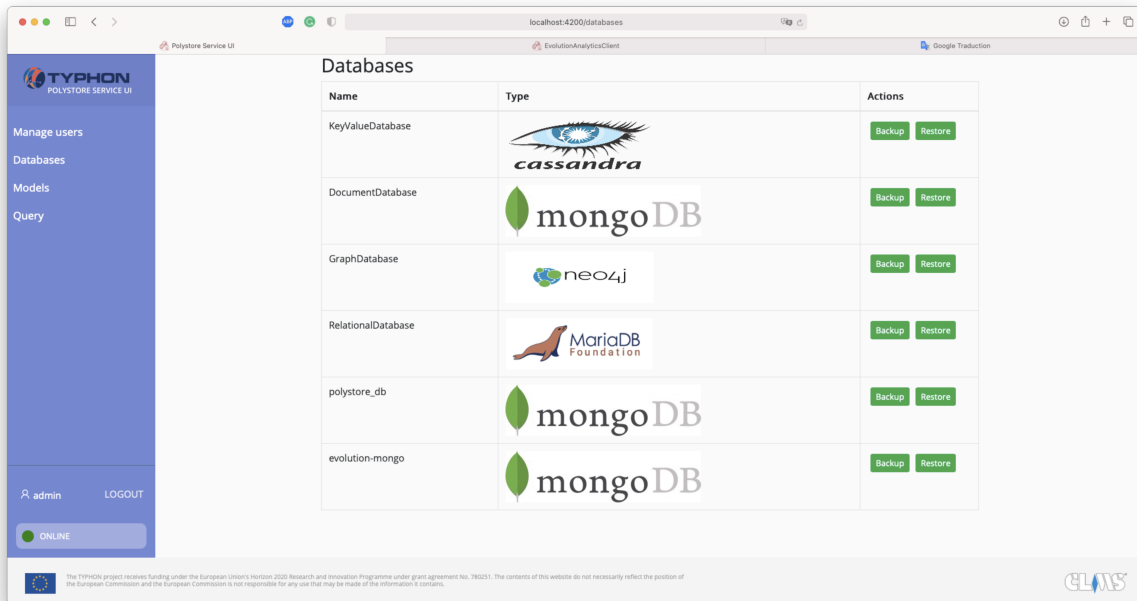 localhost:4200/databases
Polystore Service UI
EvolutionAnalyticsClient
Google Traduction
TYPHON
POLYSTORE SERVICE UI
Manage users
Databases
Models
Query
admin
LOGOUT
ONLINE
Databases
Name Type Actions
KeyValueDatabase cassandra Backup Restore
DocumentDatabase mongoDB Backup Restore
GraphDatabase neo4j Backup Restore
RelationalDatabase MariaDB Foundation Backup Restore
polystore_db mongoDB Backup Restore
evolution-mongo mongoDB Backup Restore
The TYPHON project receives funding under the European Union's Horizon 2020 Research and Innovation Programme under grant agreement No. 780251. The contents of this website do not necessarily reflect the position of
the European Commission and the European Commission is not responsible for any use that may be made of the information it contains.
CLMS